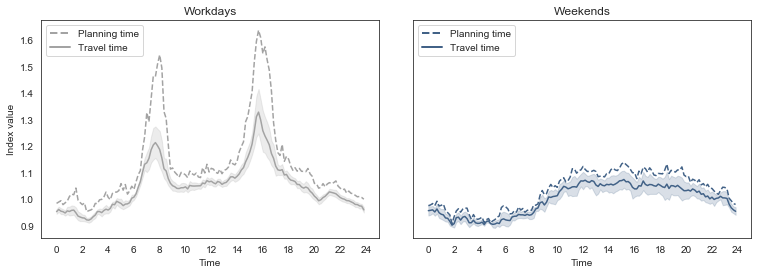 Workdays
Planning time
Travel time
Index value
1.6
1.5
1.4
1.3
1.2
1.1
1.0
0.9
0 2 4 6 8 10 12 14 16 18 20 22 24
Time
Weekends
Planning time
Travel time
0 2 4 6 8 10 12 14 16 18 20 22 24
Time